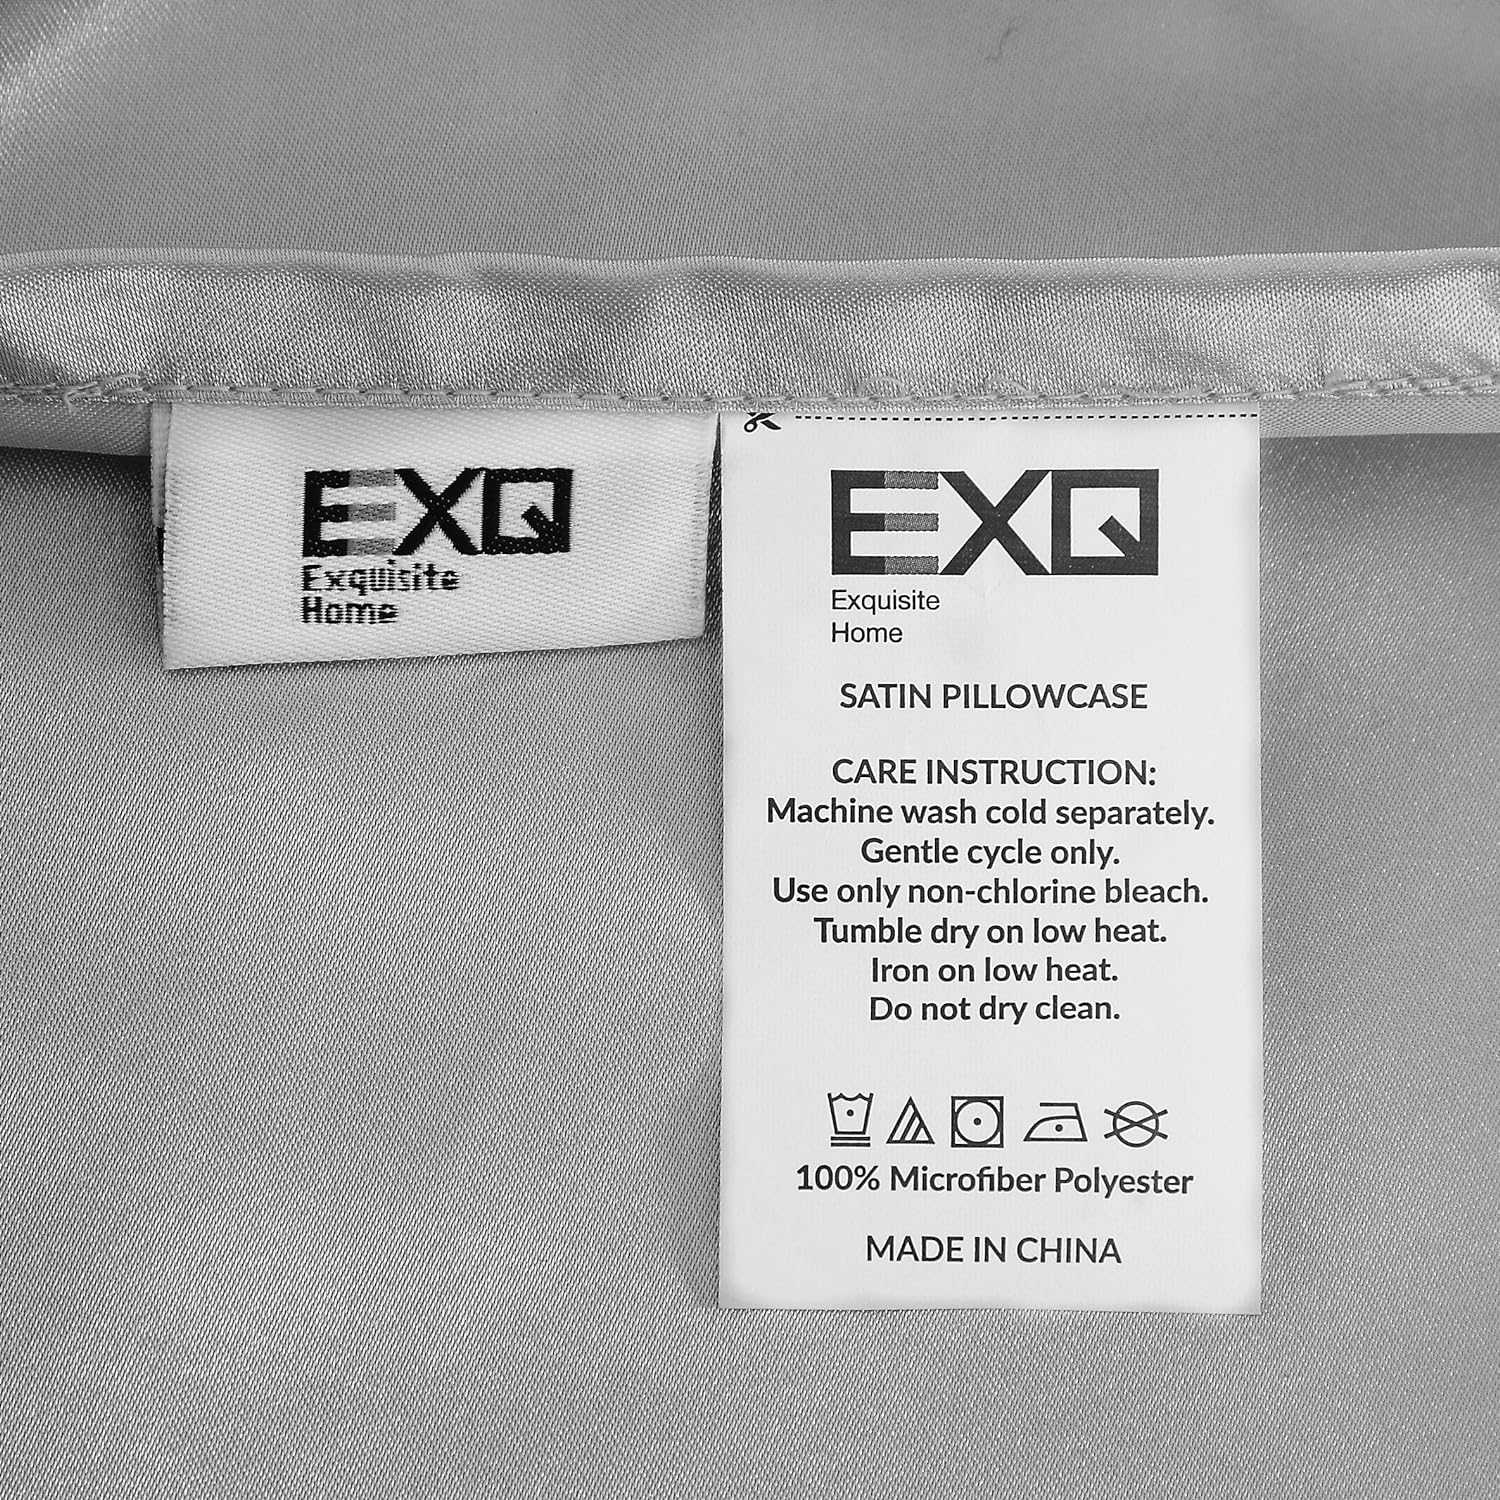 EXQ
Exquisite
Home
EXQ
Exquisite
Home
SATIN PILLOWCASE
CARE INSTRUCTION:
Machine wash cold separately.
Gentle cycle only.
Use only non-chlorine bleach.
Tumble dry on low heat.
Iron on low heat.
Do not dry clean.
100% Microfiber Polyester
MADE IN CHINA